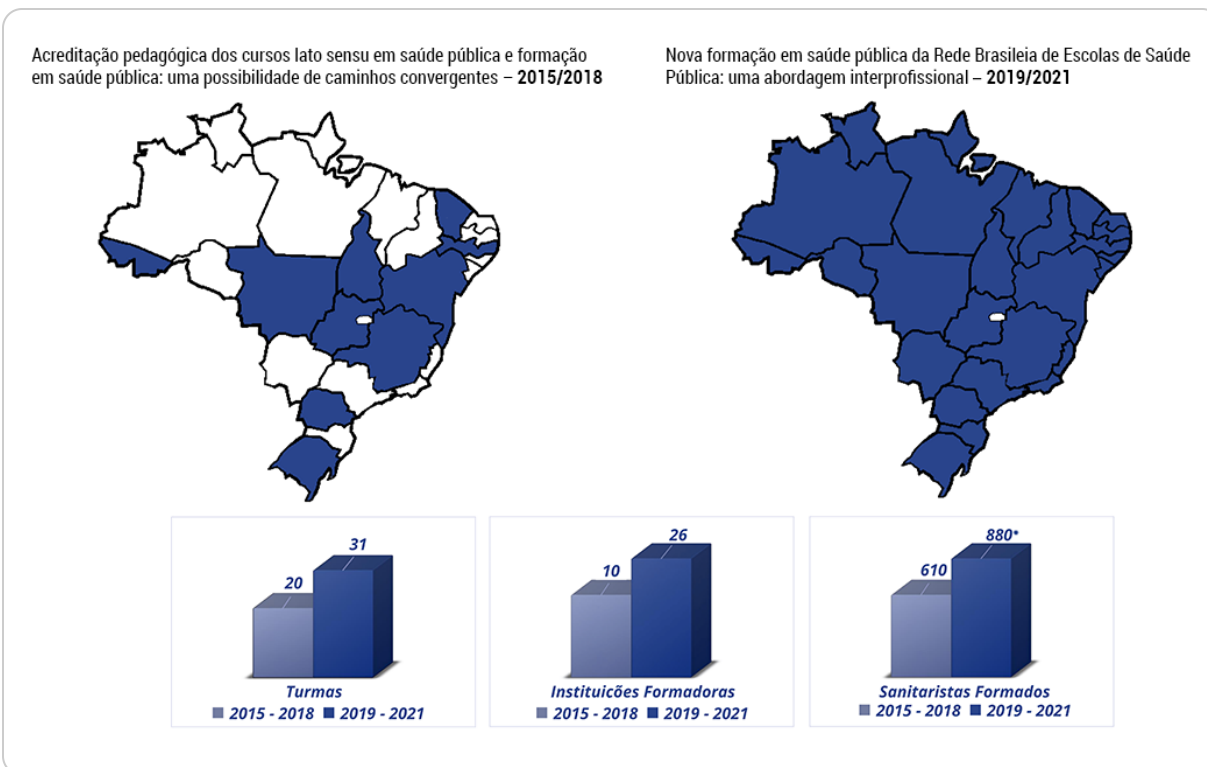 Acreditação pedagógica dos cursos lato sensu em saúde pública e formação
em saúde pública: uma possibilidade de caminhos convergentes – 2015/2018
Nova formação em saúde pública da Rede Brasileia de Escolas de Saúde
Pública: uma abordagem interprofissional – 2019/2021
20
31
Turmas
2015 - 2018 2019 - 2021
10
26
Instituicões Formadoras
2015 - 2018 2019 - 2021
610
880*
Sanitaristas Formados
2015 - 2018 2019 - 2021